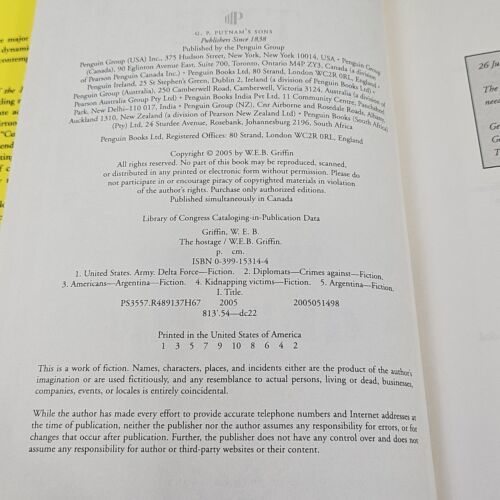 G. P. PUTNAM'S SONS
Publishers Since 1838
Published by the Penguin Group
Penguin Group (USA) Inc., 375 Hudson Street, New York, New York 10014, USA • Penguin Group
(Canada), 90 Eglinton Avenue East, Suite 700, Toronto, Ontario M4P 2Y3, Canada (a division
of Pearson Penguin Canada Inc.) • Penguin Books Ltd, 80 Strand, London WC2R 0RL, England •
Penguin Ireland, 25 St Stephen's Green, Dublin 2, Ireland (a division of Penguin Books Ltd) •
Penguin Group (Australia), 250 Camberwell Road, Camberwell, Victoria 3124, Australia (a division of
Pearson Australia Group Pty Ltd) • Penguin Books India Pvt Ltd, 11 Community Centre, Panchsheel
Park, New Delhi–110 017, India • Penguin Group (NZ), Cnr Airborne and Rosedale Roads, Albany,
Auckland 1310, New Zealand (a division of Pearson New Zealand Ltd) • Penguin Books (South Africa)
(Pty) Ltd, 24 Sturdee Avenue, Rosebank, Johannesburg 2196, South Africa
Penguin Books Ltd, Registered Offices: 80 Strand, London WC2R 0RL, England
Copyright © 2005 by W.E.B. Griffin
All rights reserved. No part of this book may be reproduced, scanned,
or distributed in any printed or electronic form without permission. Please do
not participate in or encourage piracy of copyrighted materials in violation
of the author's rights. Purchase only authorized editions.
Published simultaneously in Canada
Library of Congress Cataloging-in-Publication Data
Griffin, W. E. B.
The hostage / W.E.B. Griffin.
p. cm.
ISBN 0-399-15314-4
1. United States. Army. Delta Force—Fiction. 2. Diplomats—Crimes against—Fiction.
3. Americans—Argentina—Fiction. 4. Kidnapping victims—Fiction. 5. Argentina—Fiction.
I. Title.
PS3557.R489137H67 2005 2005051498
813'.54—dc22
Printed in the United States of America
1 3 5 7 9 10 8 6 4 2
This is a work of fiction. Names, characters, places, and incidents either are the product of the author's
imagination or are used fictitiously, and any resemblance to actual persons, living or dead, businesses,
companies, events, or locales is entirely coincidental.
While the author has made every effort to provide accurate telephone numbers and Internet addresses at
the time of publication, neither the publisher nor the author assumes any responsibility for errors, or for
changes that occur after publication. Further, the publisher does not have any control over and does not
assume any responsibility for author or third-party websites or their content.
26 Ju
The
need